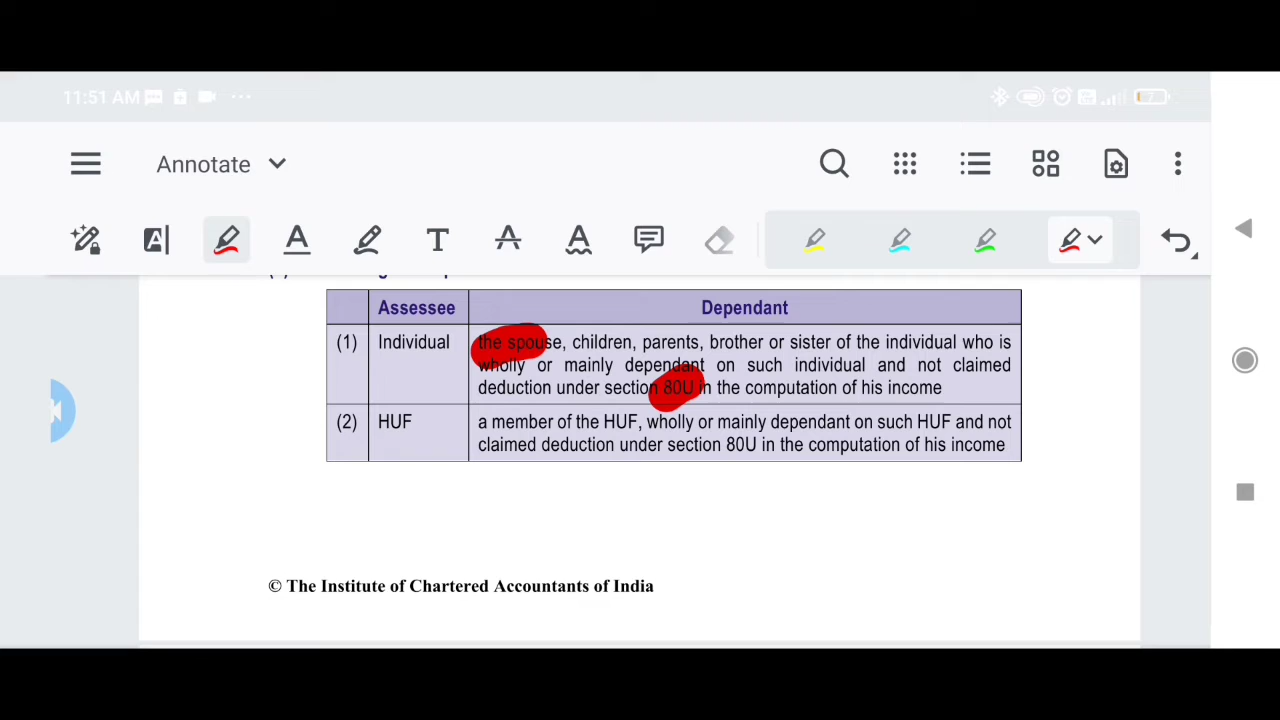 11:51 AM
Annotate
Assessee Dependant
(1) Individual the spouse, children, parents, brother or sister of the individual who is
wholly or mainly dependant on such individual and not claimed
deduction under section 80U in the computation of his income
(2) HUF a member of the HUF, wholly or mainly dependant on such HUF and not
claimed deduction under section 80U in the computation of his income
© The Institute of Chartered Accountants of India